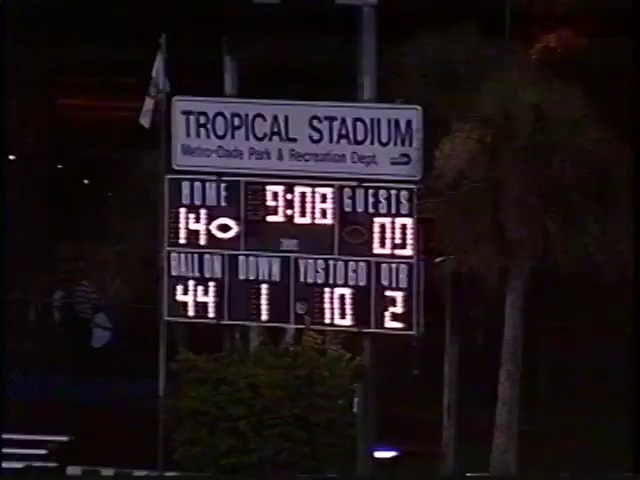 TROPICAL STADIUM
Metro-Dade Park & Recreation Dept.
HOME 9:08 GUESTS
14 00
BALL ON DOWN YDS TO GO QTR
44 1 10 2